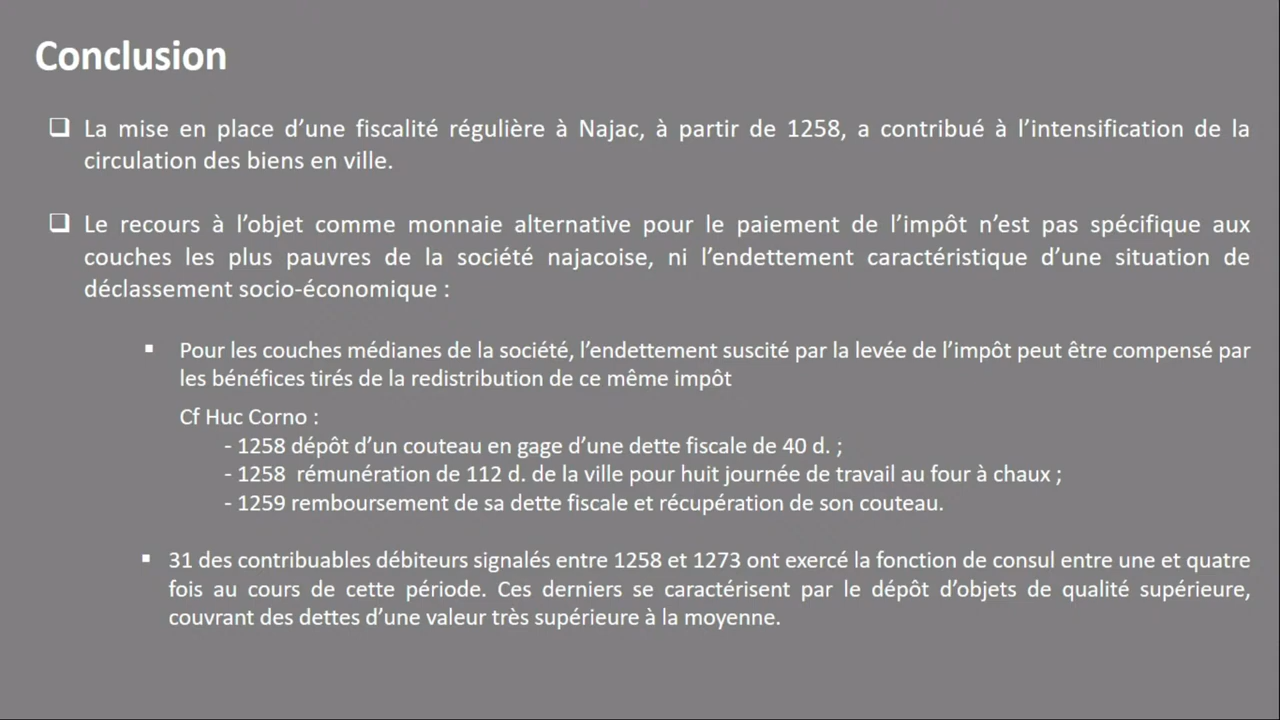 Conclusion
❑ La mise en place d’une fiscalité régulière à Najac, à partir de 1258, a contribué à l’intensification de la
circulation des biens en ville.
❑ Le recours à l’objet comme monnaie alternative pour le paiement de l’impôt n’est pas spécifique aux
couches les plus pauvres de la société najacoise, ni l’endettement caractéristique d’une situation de
déclassement socio-économique :
▪ Pour les couches médianes de la société, l’endettement suscité par la levée de l’impôt peut être compensé par
les bénéfices tirés de la redistribution de ce même impôt
Cf Huc Corno :
- 1258 dépôt d’un couteau en gage d’une dette fiscale de 40 d. ;
- 1258 rémunération de 112 d. de la ville pour huit journée de travail au four à chaux ;
- 1259 remboursement de sa dette fiscale et récupération de son couteau.
▪ 31 des contribuables débiteurs signalés entre 1258 et 1273 ont exercé la fonction de consul entre une et quatre
fois au cours de cette période. Ces derniers se caractérisent par le dépôt d’objets de qualité supérieure,
couvrant des dettes d’une valeur très supérieure à la moyenne.